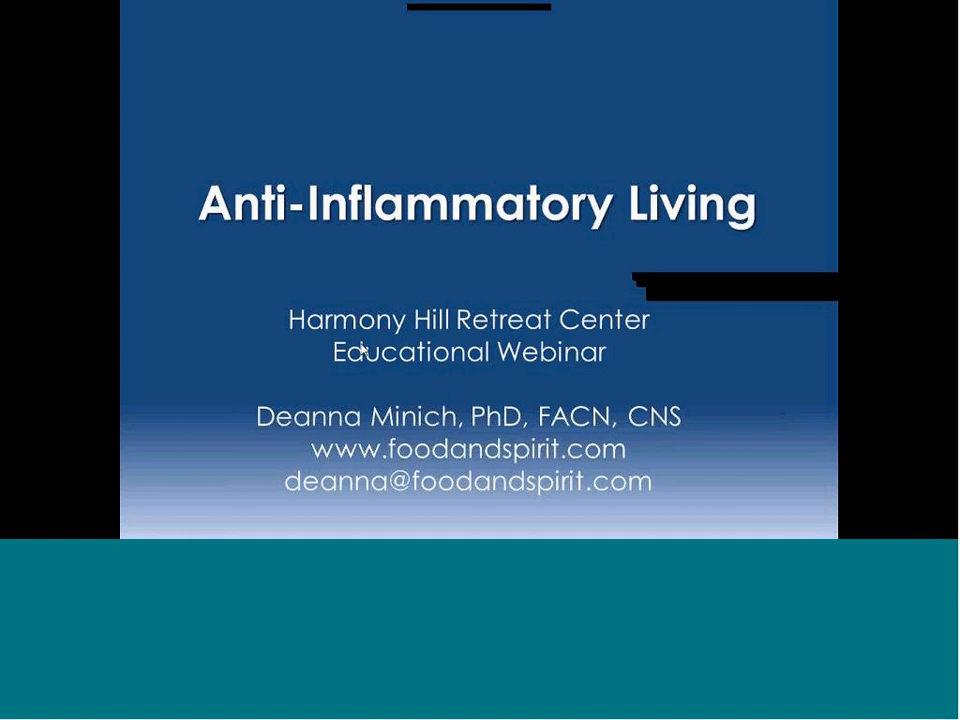 Anti-Inflammatory Living
Harmony Hill Retreat Center
Educational Webinar
Deanna Minich, PhD, FACN, CNS
www.foodandspirit.com
deanna@foodandspirit.com